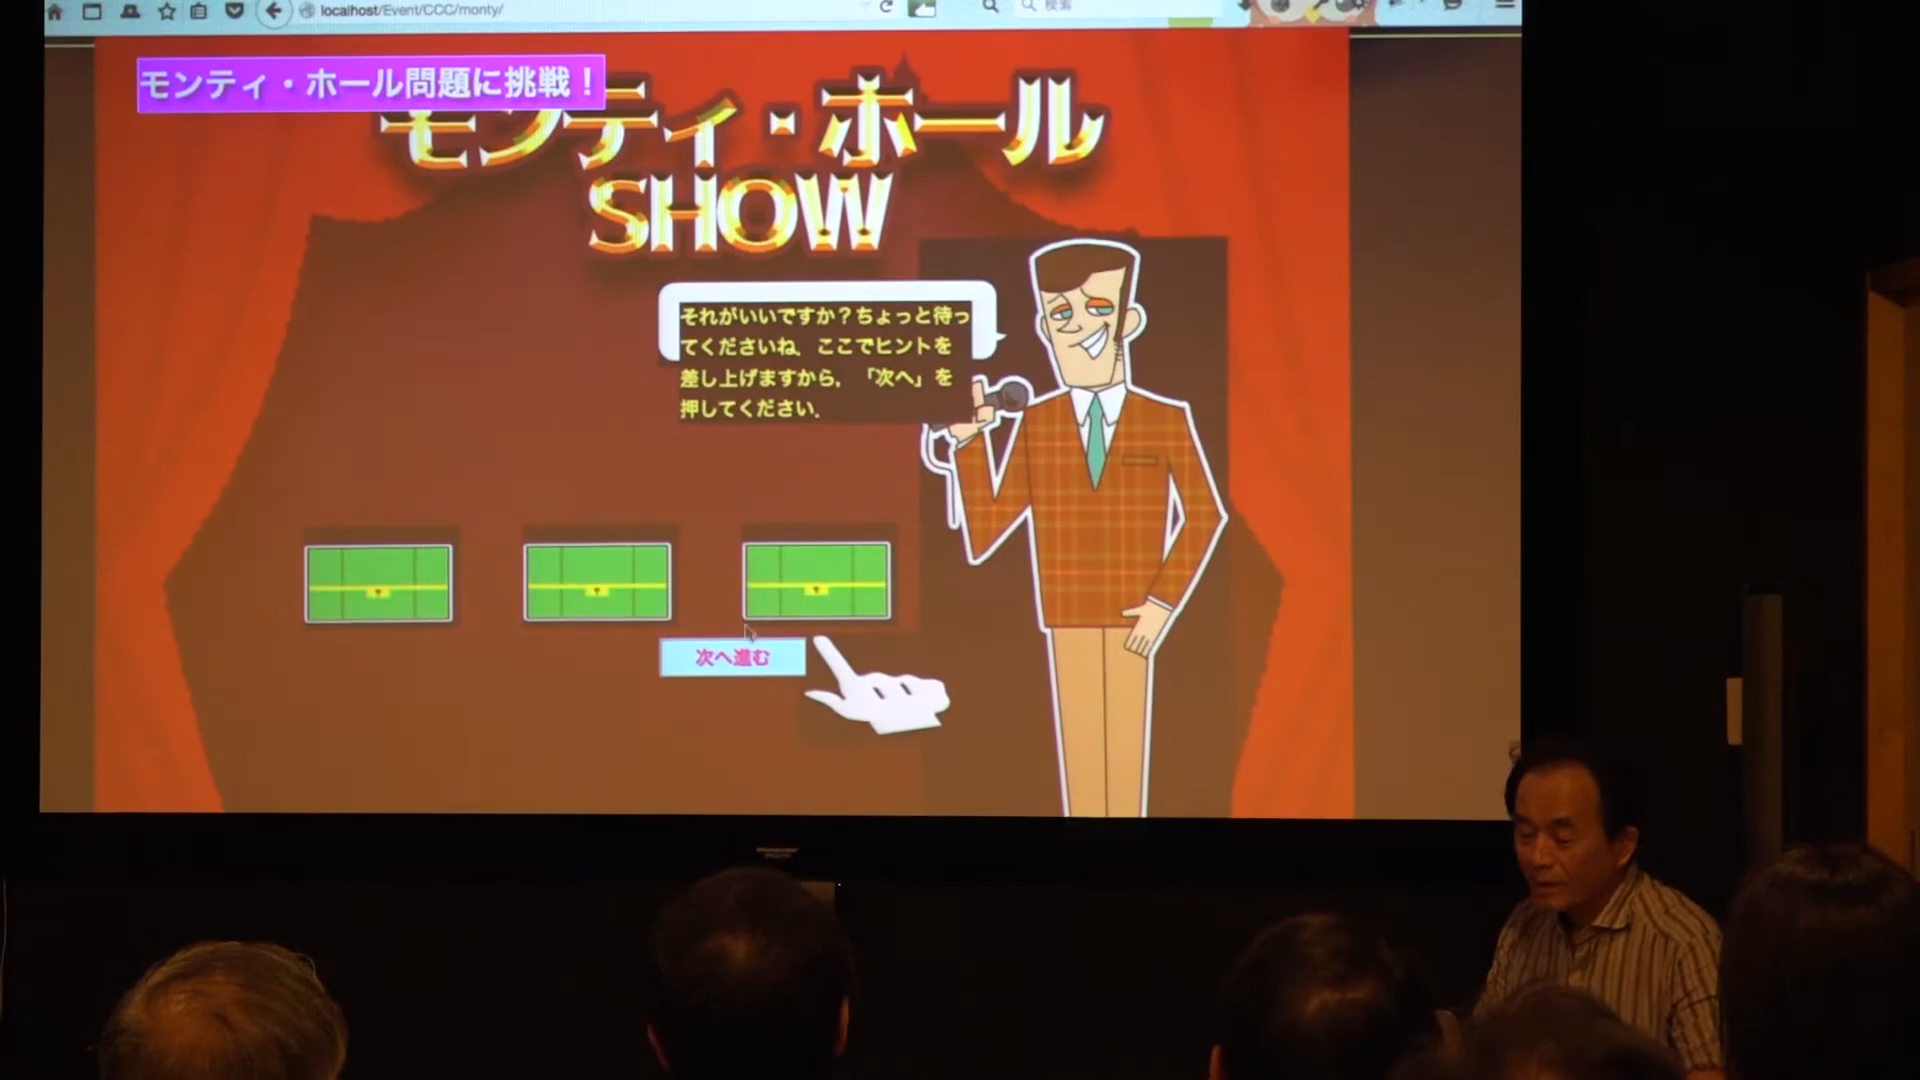 localhost/Event/CCC/monty/
検索
モンティ・ホール問題に挑戦！
モンティ・ホール
SHOW
それがいいですか？ちょっと待っ
てくださいね。ここでヒントを
差し上げますから，「次へ」を
押してください．
次へ進む